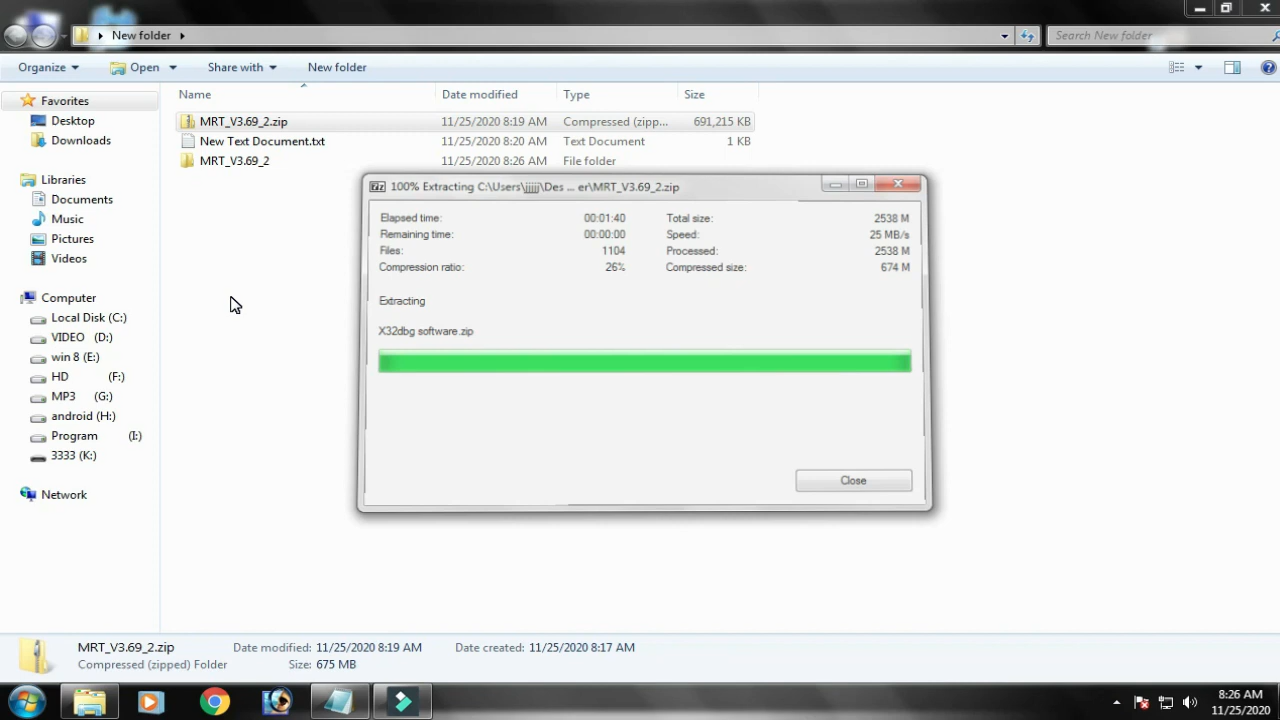 New folder
Search New folder
Organize
Open
Share with
New folder
Name
Date modified
Type
Size
Favorites
Desktop
Downloads
Libraries
Documents
Music
Pictures
Videos
Computer
Local Disk (C:)
VIDEO (D:)
win 8 (E:)
HD (F:)
MP3 (G:)
android (H:)
Program (I:)
3333 (K:)
Network
MRT_V3.69_2.zip 11/25/2020 8:19 AM Compressed (zipp... 691,215 KB
New Text Document.txt 11/25/2020 8:20 AM Text Document 1 KB
MRT_V3.69_2 11/25/2020 8:26 AM File folder
100% Extracting C:\Users\jjjjj\Des ... er\MRT_V3.69_2.zip
Elapsed time: 00:01:40 Total size: 2538 M
Remaining time: 00:00:00 Speed: 25 MB/s
Files: 1104 Processed: 2538 M
Compression ratio: 26% Compressed size: 674 M
Extracting
X32dbg software.zip
Close
MRT_V3.69_2.zip Date modified: 11/25/2020 8:19 AM Date created: 11/25/2020 8:17 AM
Compressed (zipped) Folder Size: 675 MB
8:26 AM
11/25/2020